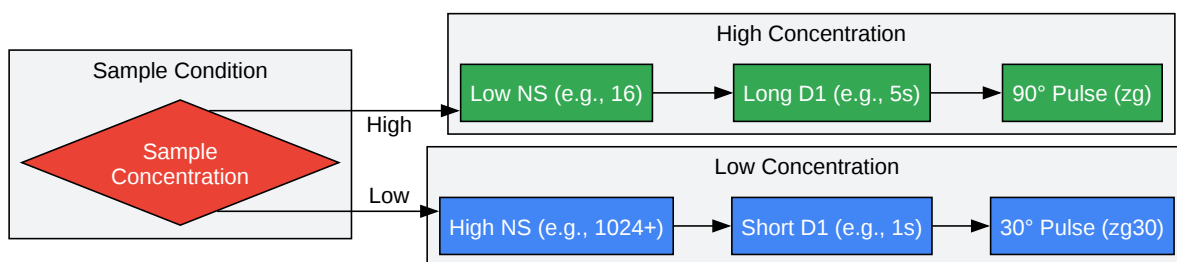 Sample Condition
Sample
Concentration
High
Low
High Concentration
Low NS (e.g., 16)
Long D1 (e.g., 5s)
90° Pulse (zg)
Low Concentration
High NS (e.g., 1024+)
Short D1 (e.g., 1s)
30° Pulse (zg30)